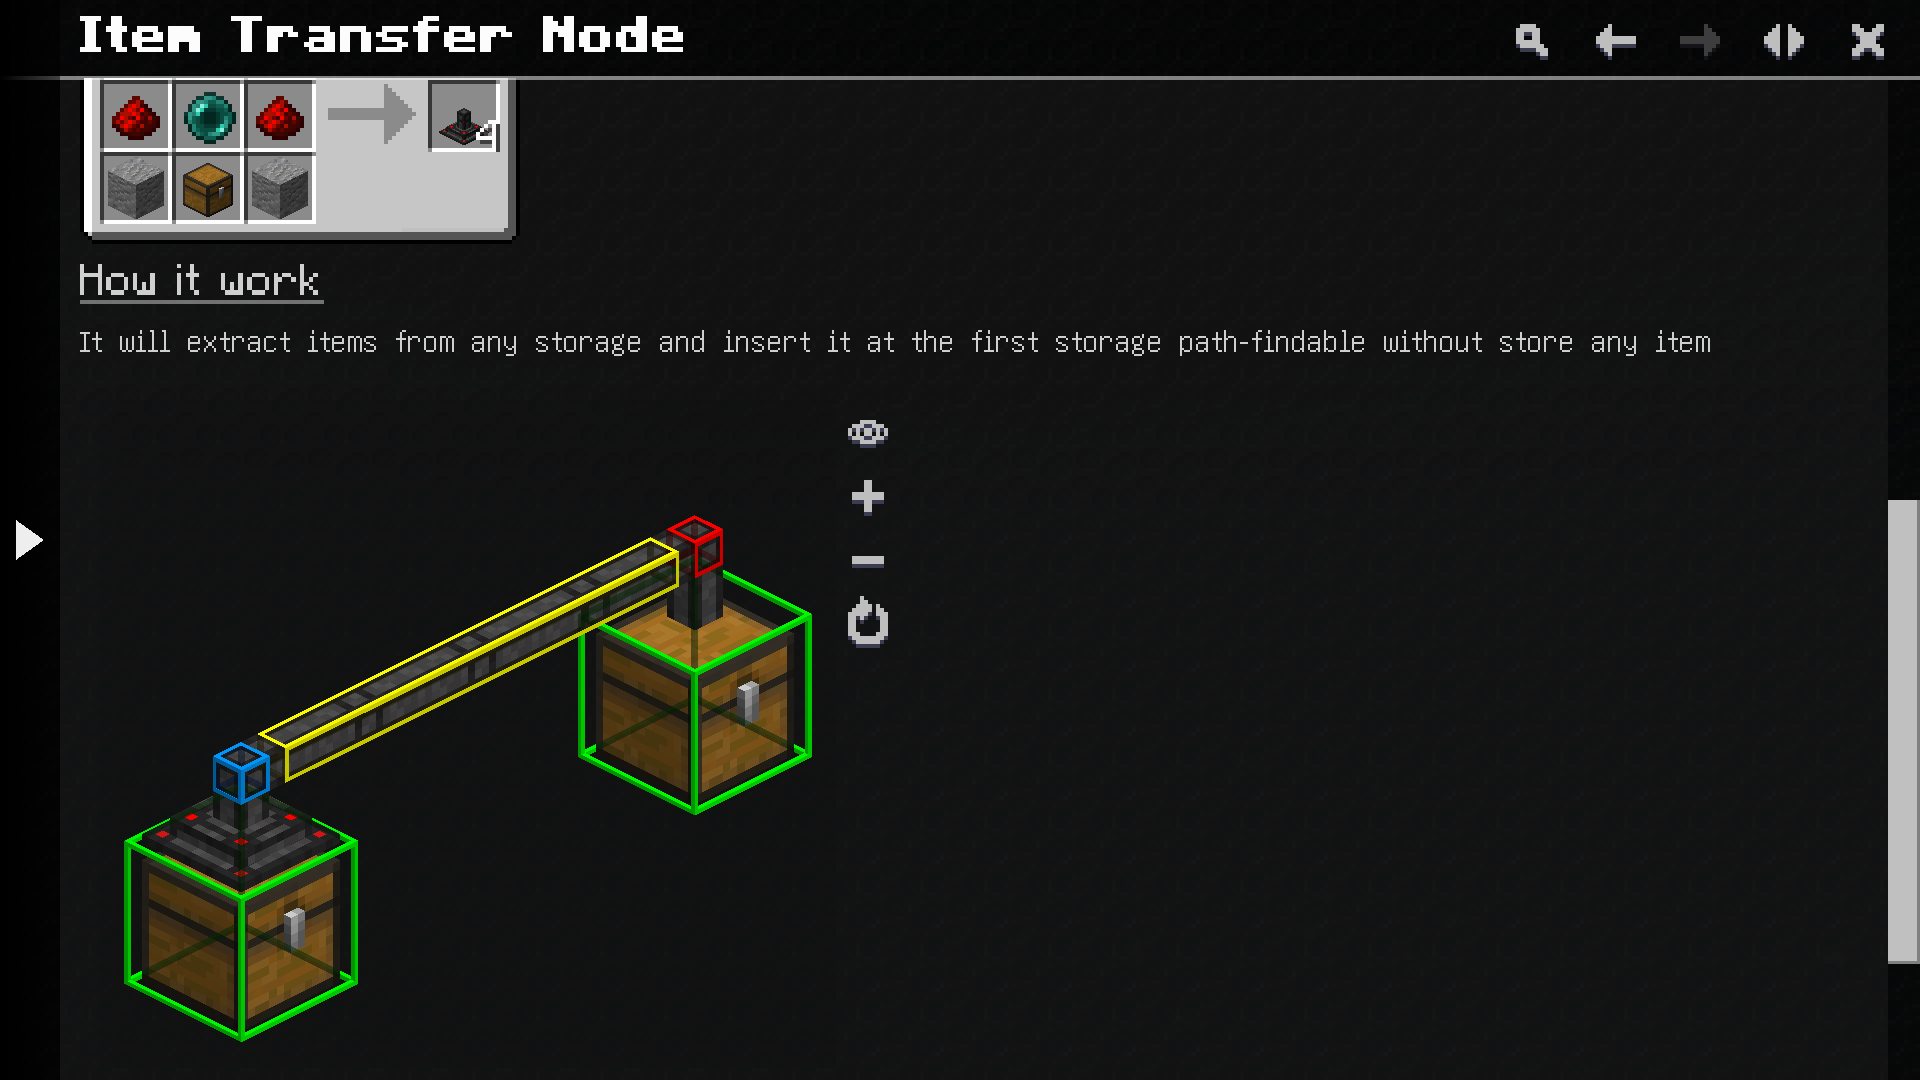 Item Transfer Node
4
How it work
It will extract items from any storage and insert it at the first storage path-findable without store any item